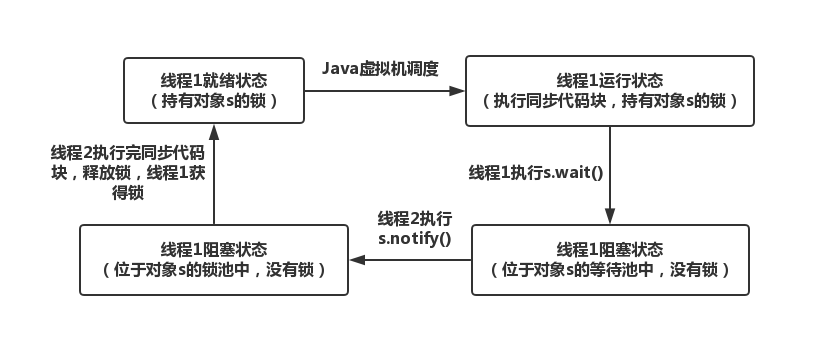 线程1就绪状态
（持有对象s的锁）
Java虚拟机调度
线程1运行状态
（执行同步代码块，持有对象s的锁）
线程2执行完同步代码
块，释放锁，线程1获
得锁
线程1执行s.wait()
线程1阻塞状态
（位于对象s的锁池中，没有锁）
线程2执行
s.notify()
线程1阻塞状态
（位于对象s的等待池中，没有锁）